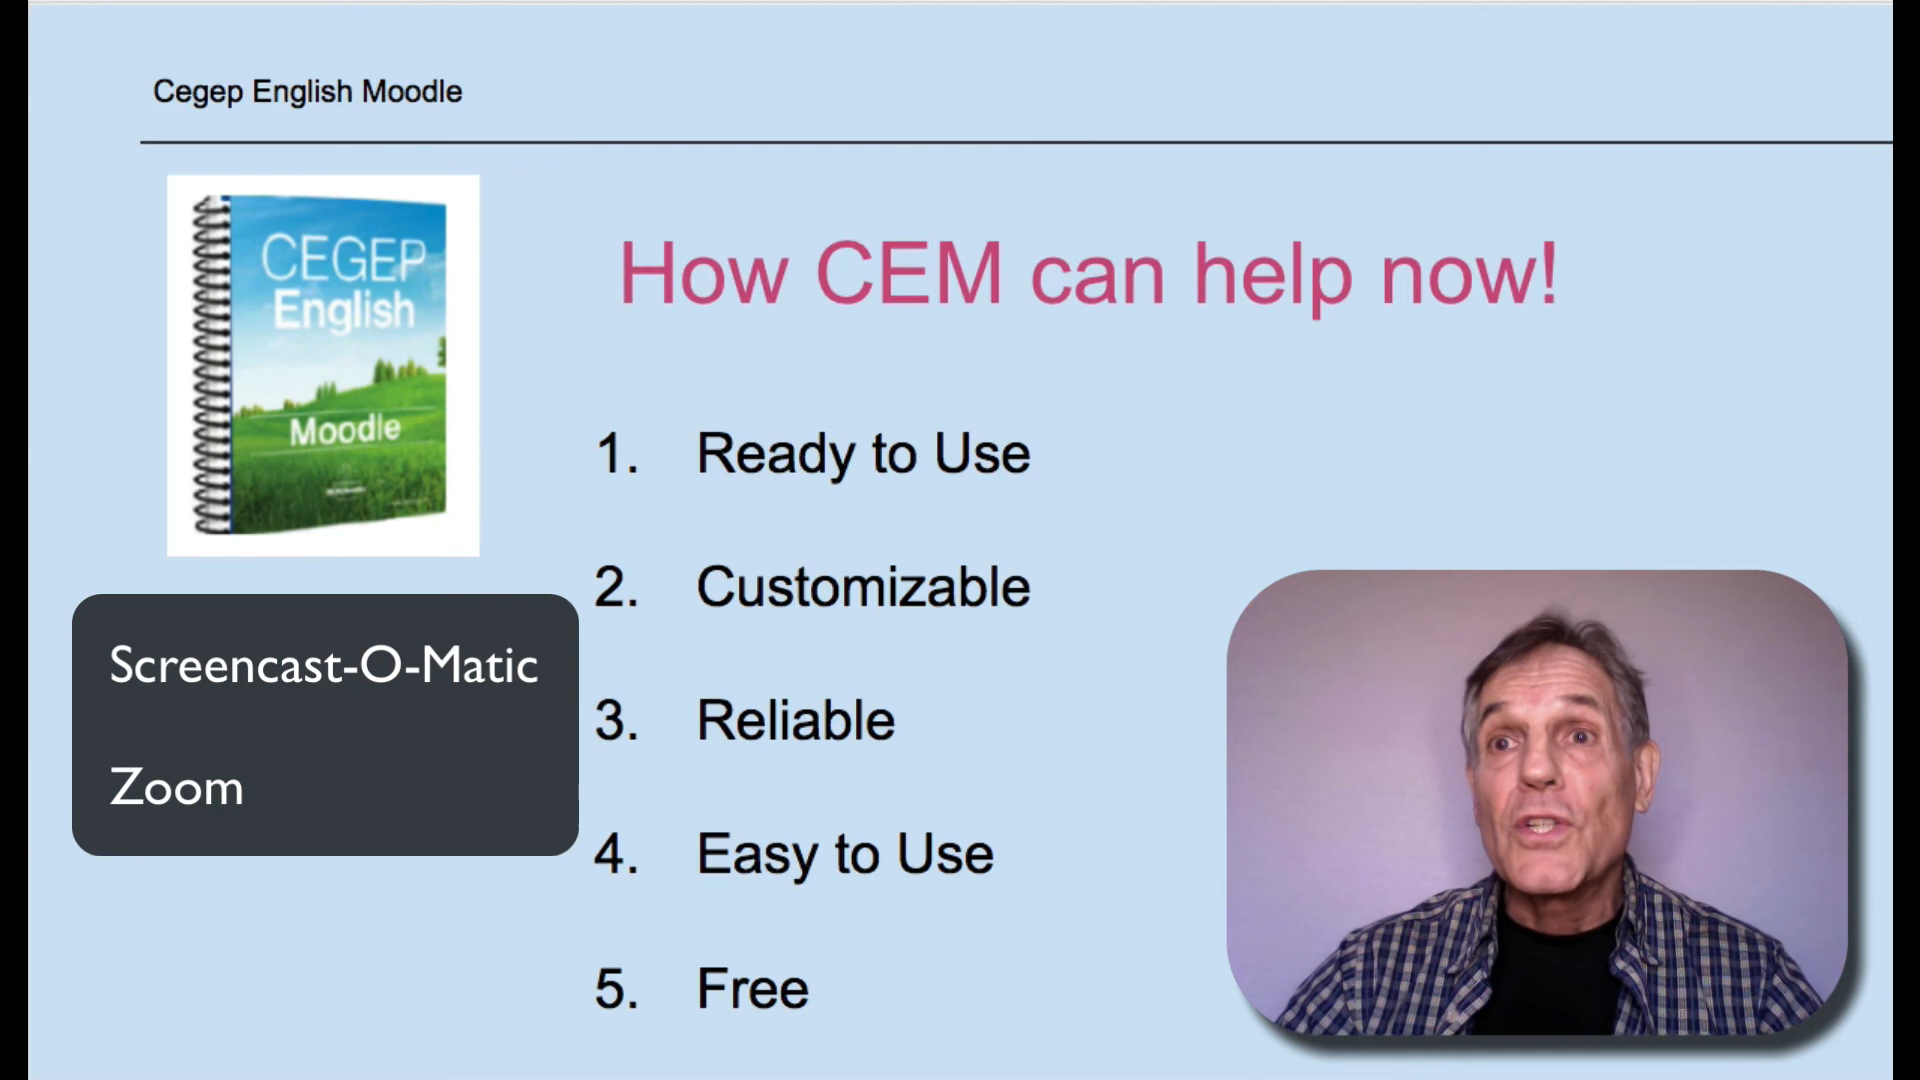 Cegep English Moodle
CEGEP
English
Moodle
How CEM can help now!
1. Ready to Use
2. Customizable
3. Reliable
4. Easy to Use
5. Free
Screencast-O-Matic
Zoom